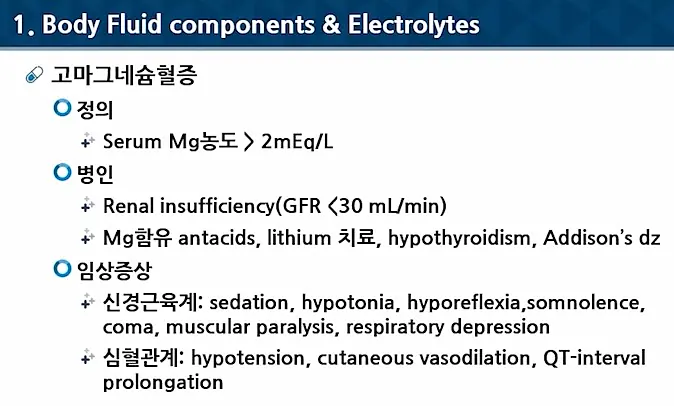 1. Body Fluid components & Electrolytes
고마그네슘혈증
정의
Serum Mg농도 > 2mEq/L
병인
Renal insufficiency(GFR <30 mL/min)
Mg함유 antacids, lithium 치료, hypothyroidism, Addison's dz
임상증상
신경근육계: sedation, hypotonia, hyporeflexia,somnolence,
coma, muscular paralysis, respiratory depression
심혈관계: hypotension, cutaneous vasodilation, QT-interval
prolongation